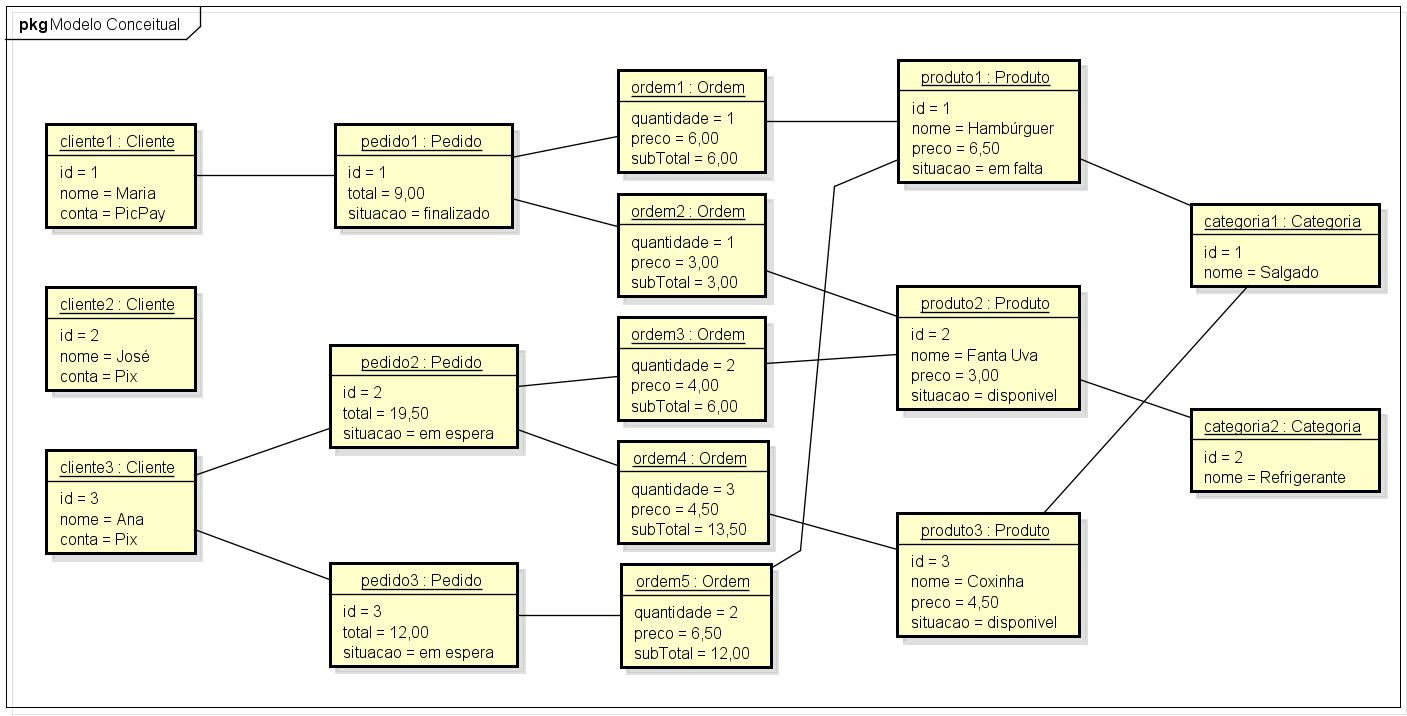 pkg Modelo Conceitual
cliente1 : Cliente
id = 1
nome = Maria
conta = PicPay
cliente2 : Cliente
id = 2
nome = José
conta = Pix
cliente3 : Cliente
id = 3
nome = Ana
conta = Pix
pedido1 : Pedido
id = 1
total = 9,00
situacao = finalizado
pedido2 : Pedido
id = 2
total = 19,50
situacao = em espera
pedido3 : Pedido
id = 3
total = 12,00
situacao = em espera
ordem1 : Ordem
quantidade = 1
preco = 6,00
subTotal = 6,00
ordem2 : Ordem
quantidade = 1
preco = 3,00
subTotal = 3,00
ordem3 : Ordem
quantidade = 2
preco = 4,00
subTotal = 6,00
ordem4 : Ordem
quantidade = 3
preco = 4,50
subTotal = 13,50
ordem5 : Ordem
quantidade = 2
preco = 6,50
subTotal = 12,00
produto1 : Produto
id = 1
nome = Hambúrguer
preco = 6,50
situacao = em falta
produto2 : Produto
id = 2
nome = Fanta Uva
preco = 3,00
situacao = disponivel
produto3 : Produto
id = 3
nome = Coxinha
preco = 4,50
situacao = disponivel
categoria1 : Categoria
id = 1
nome = Salgado
categoria2 : Categoria
id = 2
nome = Refrigerante